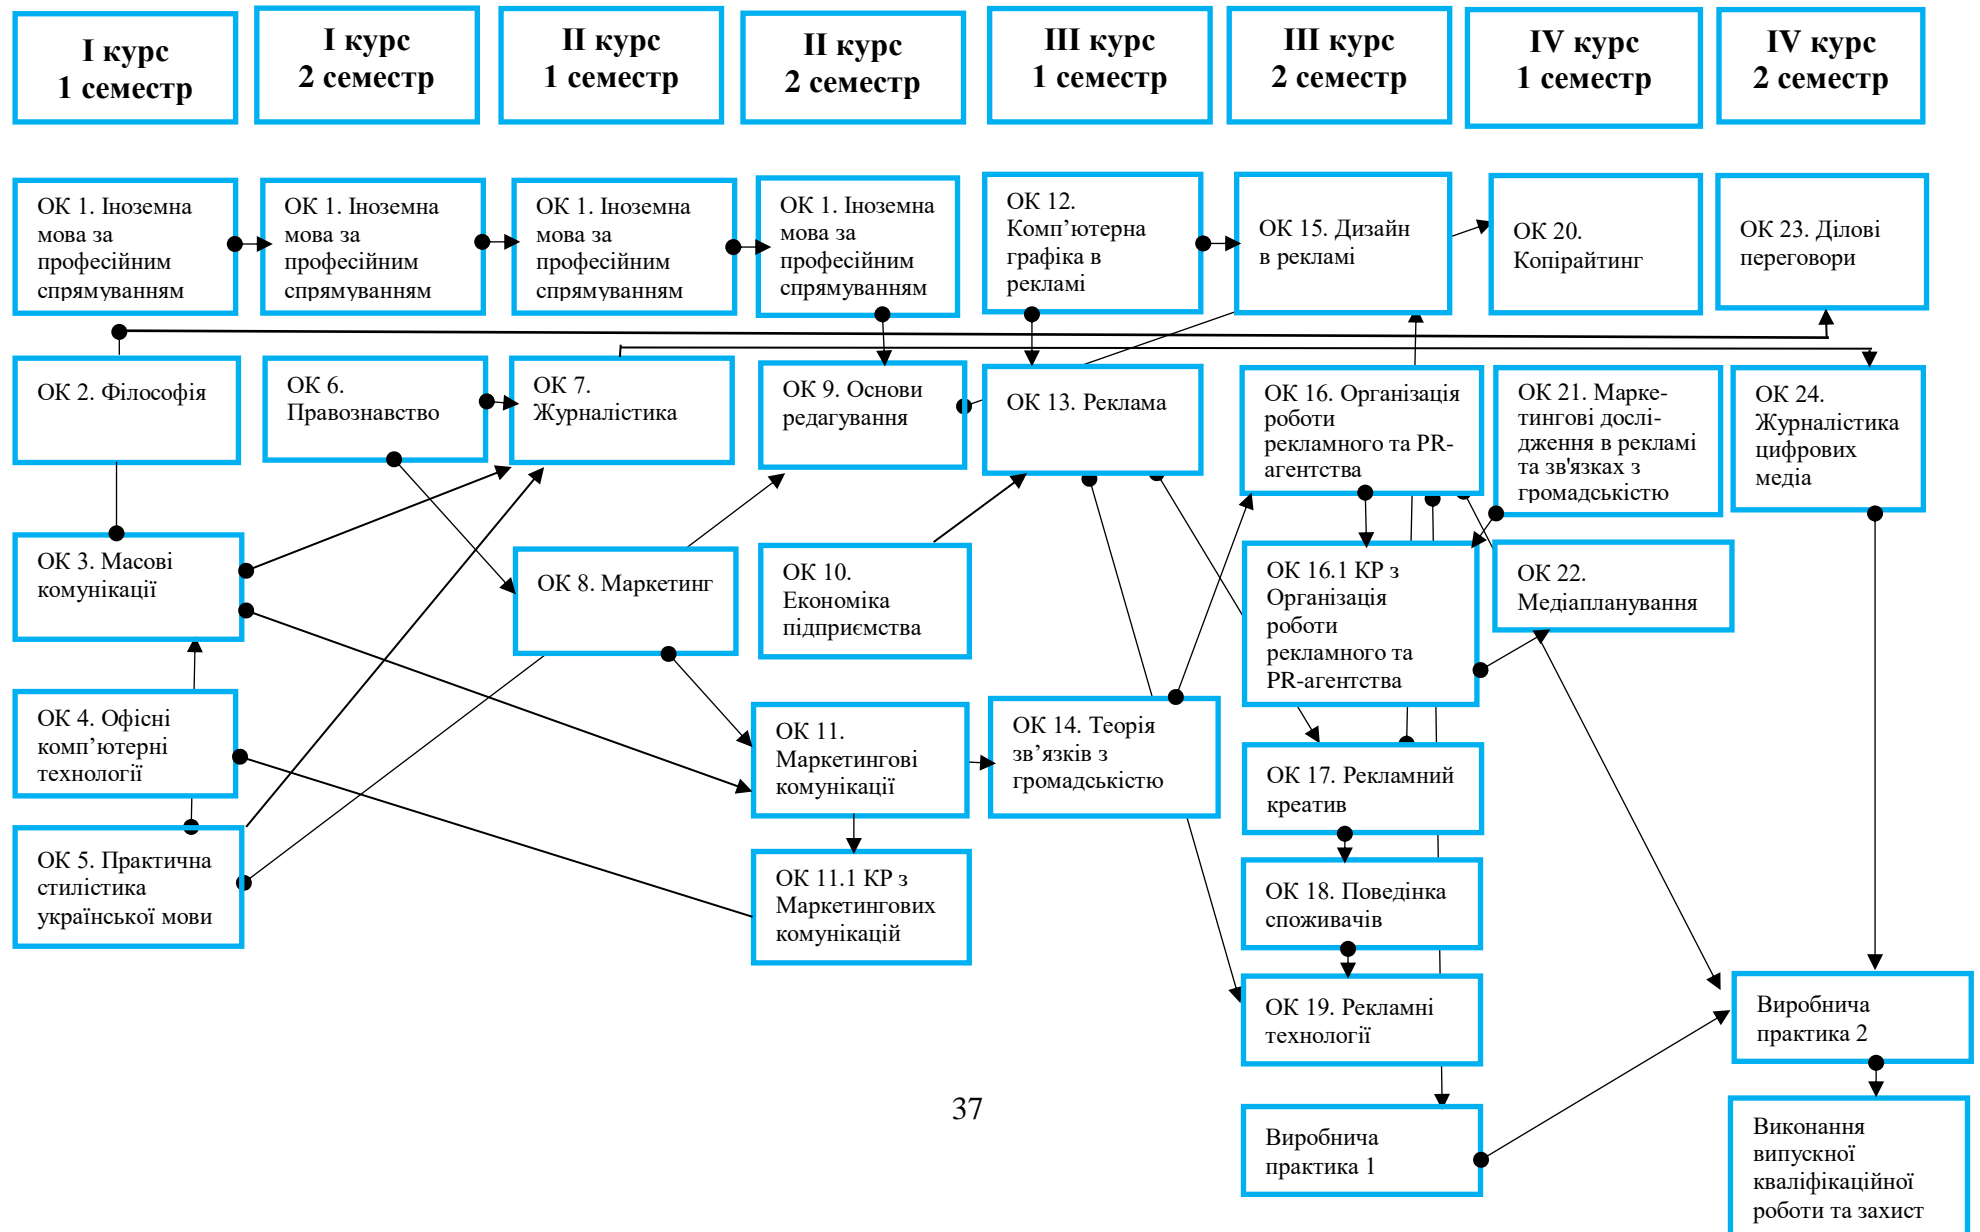 І курс
1 семестр
І курс
2 семестр
ІІ курс
1 семестр
ІІ курс
2 семестр
ІІІ курс
1 семестр
ІІІ курс
2 семестр
IV курс
1 семестр
IV курс
2 семестр
ОК 1. Іноземна
мова за
професійним
спрямуванням
ОК 1. Іноземна
мова за
професійним
спрямуванням
ОК 1. Іноземна
мова за
професійним
спрямуванням
ОК 1. Іноземна
мова за
професійним
спрямуванням
ОК 12.
Комп’ютерна
графіка в
рекламі
ОК 15. Дизайн
в рекламі
ОК 20.
Копірайтинг
ОК 23. Ділові
переговори
ОК 2. Філософія
ОК 6.
Правознавство
ОК 7.
Журналістика
ОК 9. Основи
редагування
ОК 13. Реклама
ОК 16. Організація
роботи
рекламного та PR-
агентства
ОК 21. Марке-
тингові дослі-
дження в рекламі
та зв'язках з
громадськістю
ОК 24.
Журналістика
цифрових
медіа
ОК 3. Масові
комунікації
ОК 8. Маркетинг
ОК 10.
Економіка
підприємства
ОК 16.1 КР з
Організація
роботи
рекламного та
PR-агентства
ОК 22.
Медіапланування
ОК 4. Офісні
комп’ютерні
технології
ОК 11.
Маркетингові
комунікації
ОК 14. Теорія
зв’язків з
громадськістю
ОК 17. Рекламний
креатив
ОК 5. Практична
стилістика
української мови
ОК 11.1 КР з
Маркетингових
комунікацій
ОК 18. Поведінка
споживачів
ОК 19. Рекламні
технології
Виробнича
практика 2
37
Виробнича
практика 1
Виконання
випускної
кваліфікаційної
роботи та захист